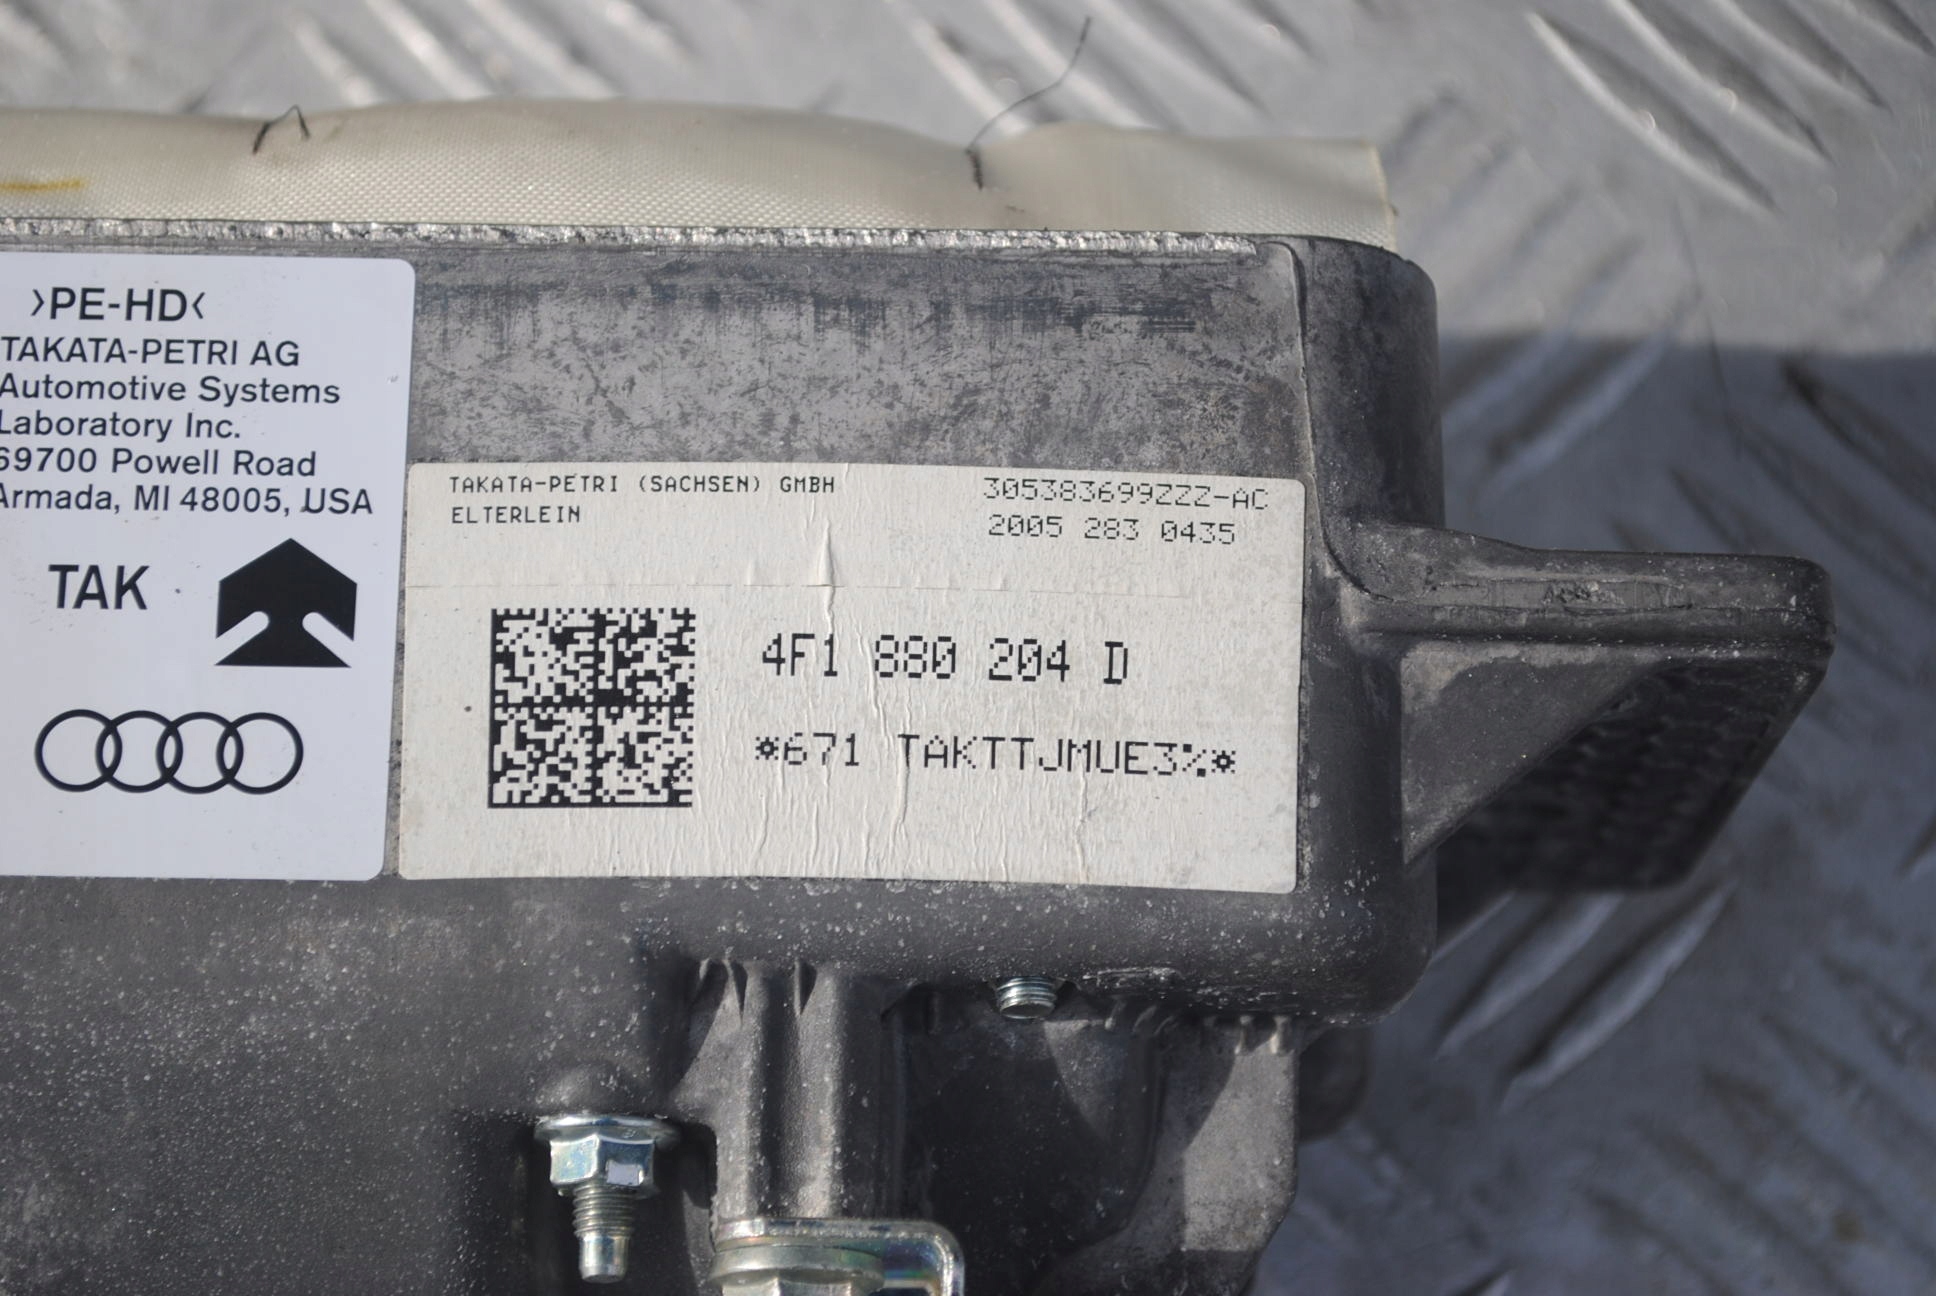 >PE-HD<
TAKATA-PETRI AG
Automotive Systems
Laboratory Inc.
69700 Powell Road
Armada, MI 48005, USA
TAK
TAKATA-PETRI (SACHSEN) GMBH
ELTERLEIN
305383699ZZZ-AC
2005 283 0435
4F1 880 204 D
*671 TAKTTJMUE3%*